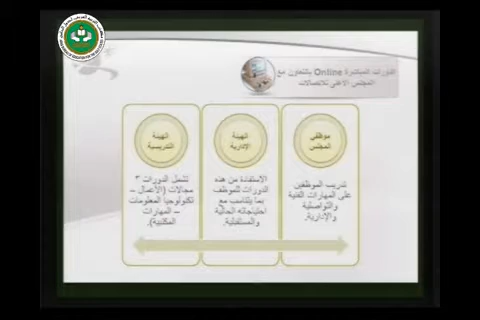 الدورات المباشرة Online بالتعاون مع
المجلس الاعلى للاتصالات
موظفي
المجلس
تدريب الموظفين
على المهارات الفنية
والتواصلية
والإدارية.
الهيئة
الإدارية
الاستفادة من هذه
الدورات للموظف
بما يتناسب مع
احتياجاته الحالية
والمستقبلية.
الهيئة
التدريسية
تشمل الدورات ٣
مجالات (الأعمال –
تكنولوجيا المعلومات
– المهارات
المكتبية).